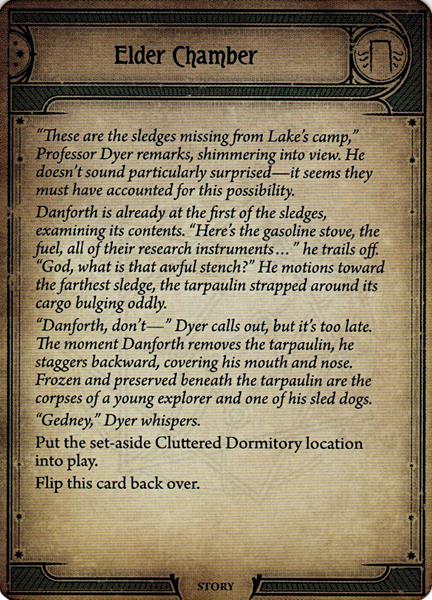 Elder Chamber
“These are the sledges missing from Lake’s camp,”
Professor Dyer remarks, shimmering into view. He
doesn’t sound particularly surprised—it seems they
must have accounted for this possibility.
Danforth is already at the first of the sledges,
examining its contents. “Here’s the gasoline stove, the
fuel, all of their research instruments…” he trails off.
“God, what is that awful stench?” He motions toward
the farthest sledge, the tarpaulin strapped around its
cargo bulging oddly.
“Danforth, don’t—” Dyer calls out, but it’s too late.
The moment Danforth removes the tarpaulin, he
staggers backward, covering his mouth and nose.
Frozen and preserved beneath the tarpaulin are the
corpses of a young explorer and one of his sled dogs.
“Gedney,” Dyer whispers.
Put the set-aside Cluttered Dormitory location
into play.
Flip this card back over.
STORY